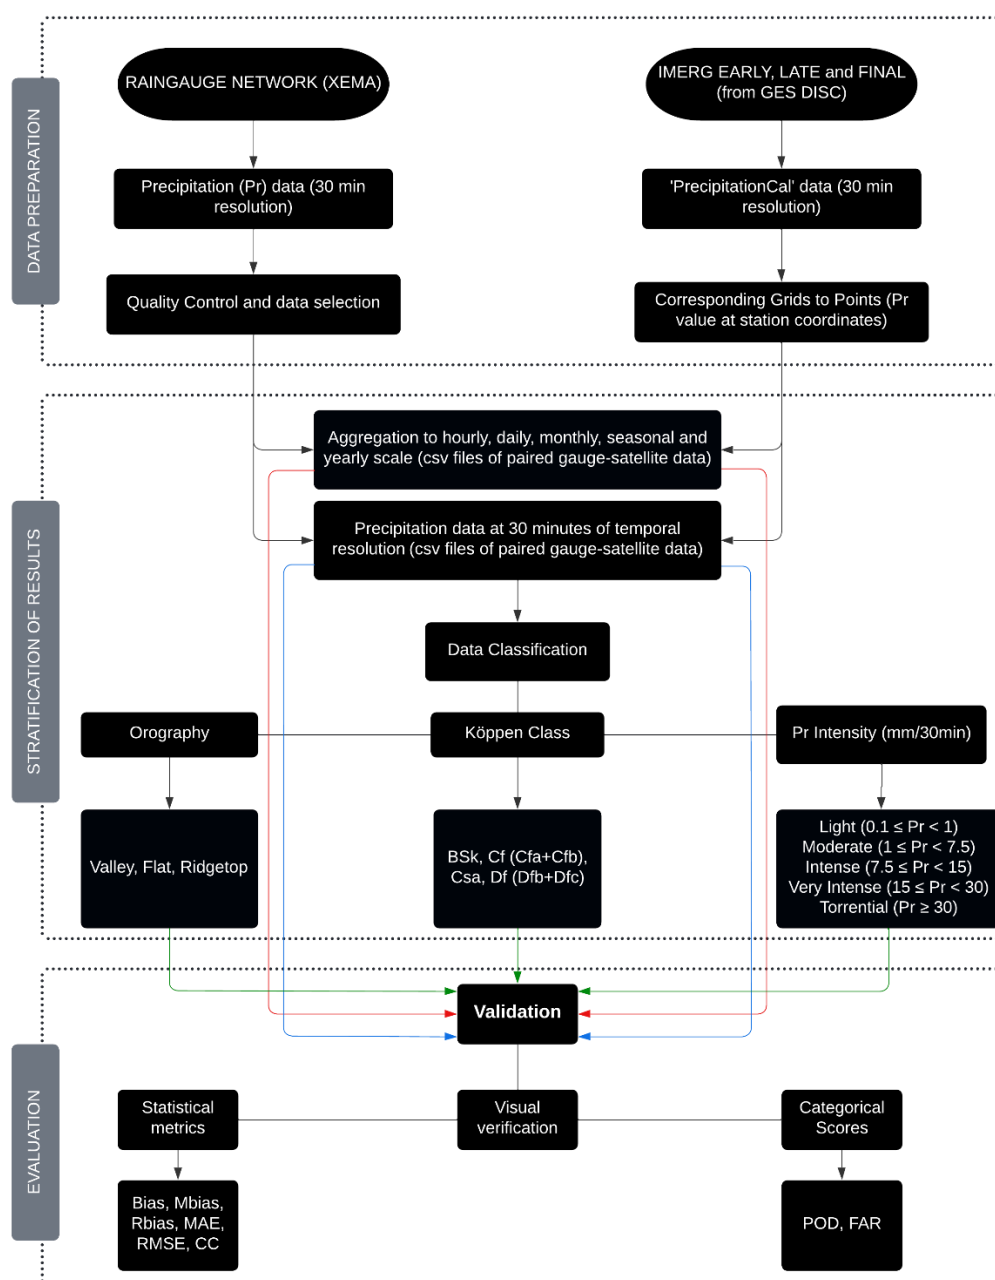 DATA PREPARATION
RAINGAUGE NETWORK (XEMA)
IMERG EARLY, LATE and FINAL
(from GES DISC)
Precipitation (Pr) data (30 min
resolution)
'PrecipitationCal' data (30 min
resolution)
Quality Control and data selection
Corresponding Grids to Points (Pr
value at station coordinates)
STRATIFICATION OF RESULTS
Aggregation to hourly, daily, monthly, seasonal and
yearly scale (csv files of paired gauge-satellite data)
Precipitation data at 30 minutes of temporal
resolution (csv files of paired gauge-satellite data)
Data Classification
Orography
Köppen Class
Pr Intensity (mm/30min)
Valley, Flat, Ridgetop
BSk, Cf (Cfa+Cfb),
Csa, Df (Dfb+Dfc)
Light (0.1 ≤ Pr < 1)
Moderate (1 ≤ Pr < 7.5)
Intense (7.5 ≤ Pr < 15)
Very Intense (15 ≤ Pr < 30)
Torrential (Pr ≥ 30)
EVALUATION
Validation
Statistical
metrics
Visual
verification
Categorical
Scores
Bias, Mbias,
Rbias, MAE,
RMSE, CC
POD, FAR